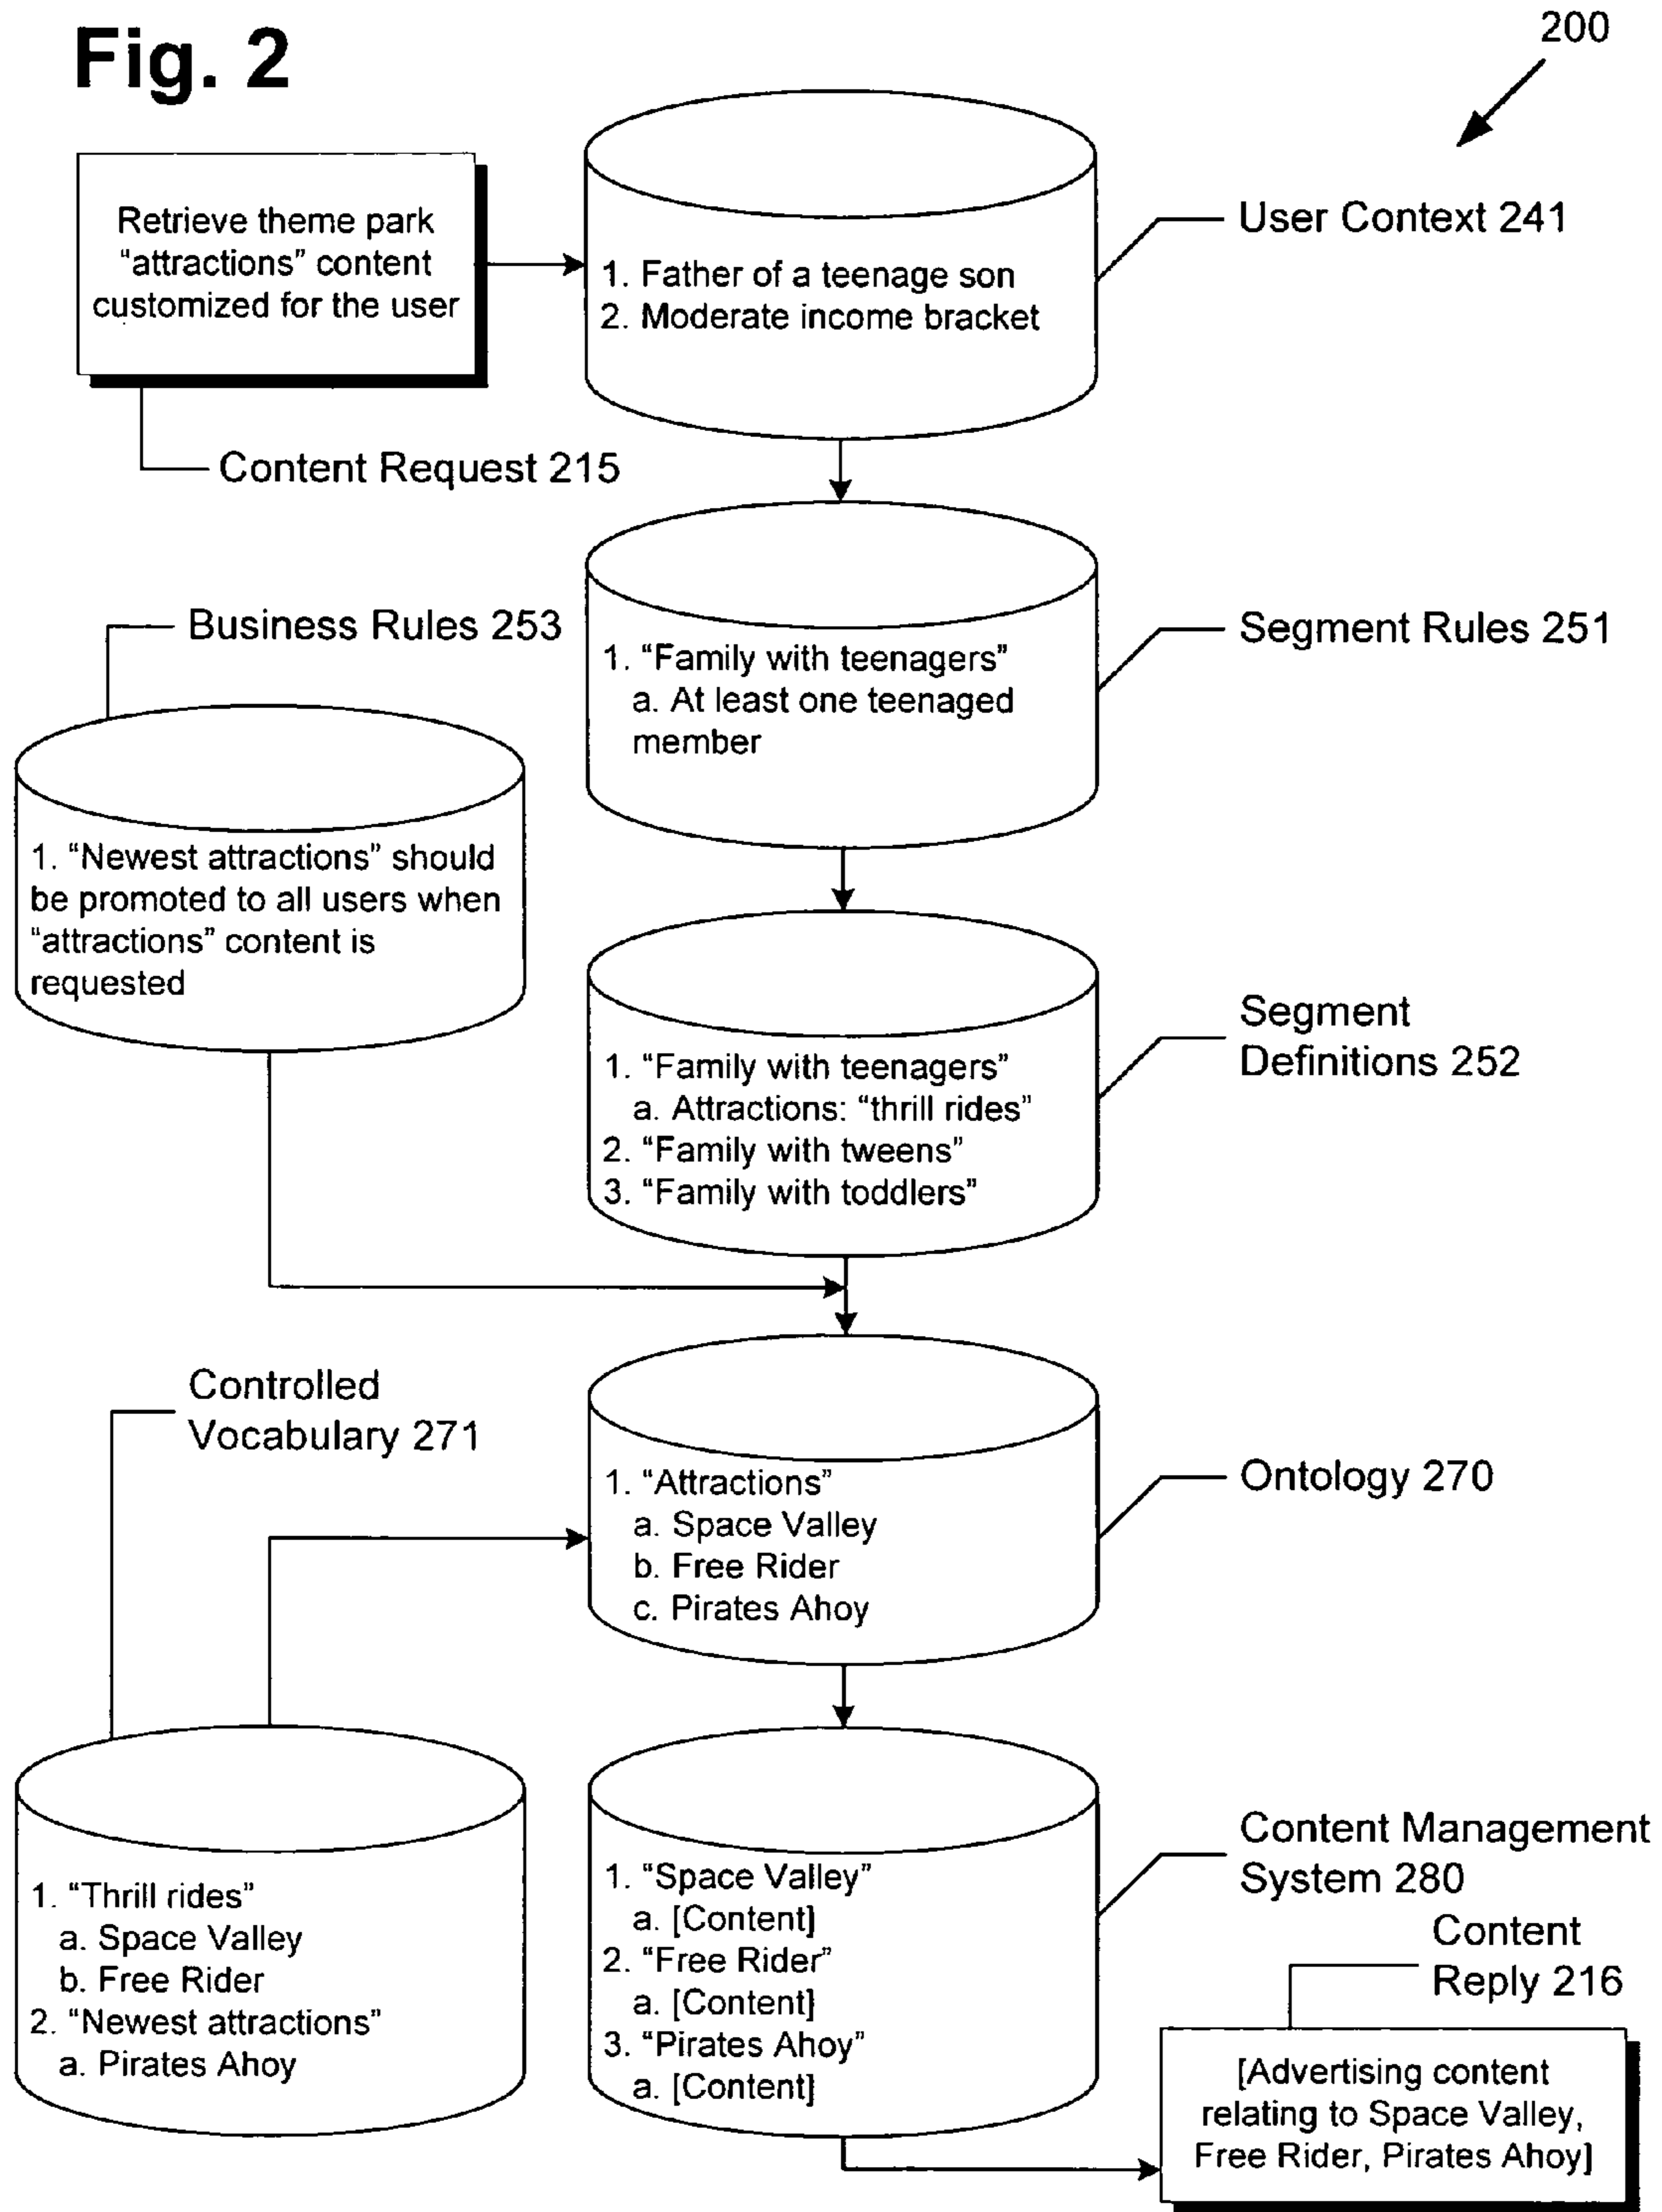 Fig. 2
200
Retrieve theme park
“attractions” content
customized for the user
Content Request 215
1. Father of a teenage son
2. Moderate income bracket
User Context 241
Business Rules 253
1. “Newest attractions” should
be promoted to all users when
“attractions” content is
requested
1. “Family with teenagers”
a. At least one teenaged
member
Segment Rules 251
1. “Family with teenagers”
a. Attractions: “thrill rides”
2. “Family with tweens”
3. “Family with toddlers”
Segment
Definitions 252
Controlled
Vocabulary 271
1. “Attractions”
a. Space Valley
b. Free Rider
c. Pirates Ahoy
Ontology 270
1. “Thrill rides”
a. Space Valley
b. Free Rider
2. “Newest attractions”
a. Pirates Ahoy
1. “Space Valley”
a. [Content]
2. “Free Rider”
a. [Content]
3. “Pirates Ahoy”
a. [Content]
Content Management
System 280
Content
Reply 216
[Advertising content
relating to Space Valley,
Free Rider, Pirates Ahoy]